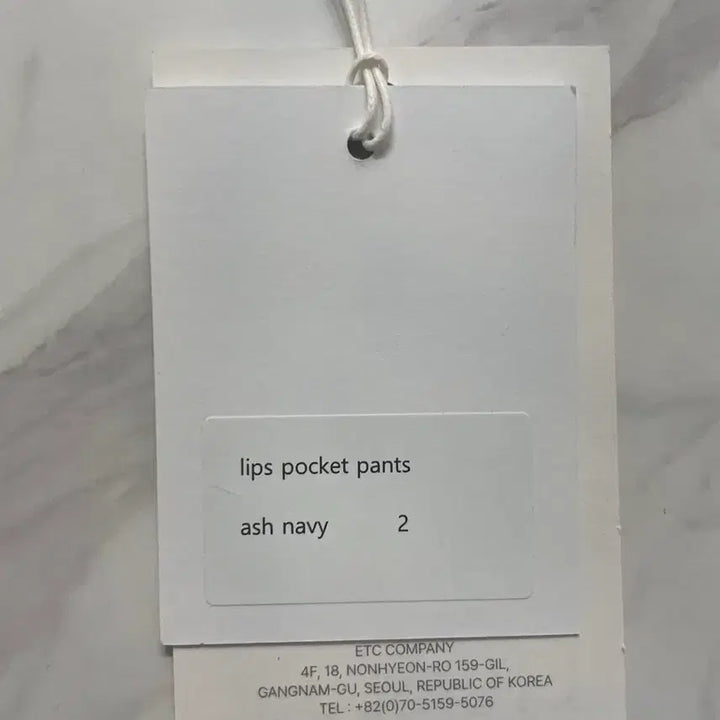 lips pocket pants
ash navy 2
ETC COMPANY
4F, 18, NONHYEON-RO 159-GIL,
GANGNAM-GU, SEOUL, REPUBLIC OF KOREA
TEL : +82(0)70-5159-5076